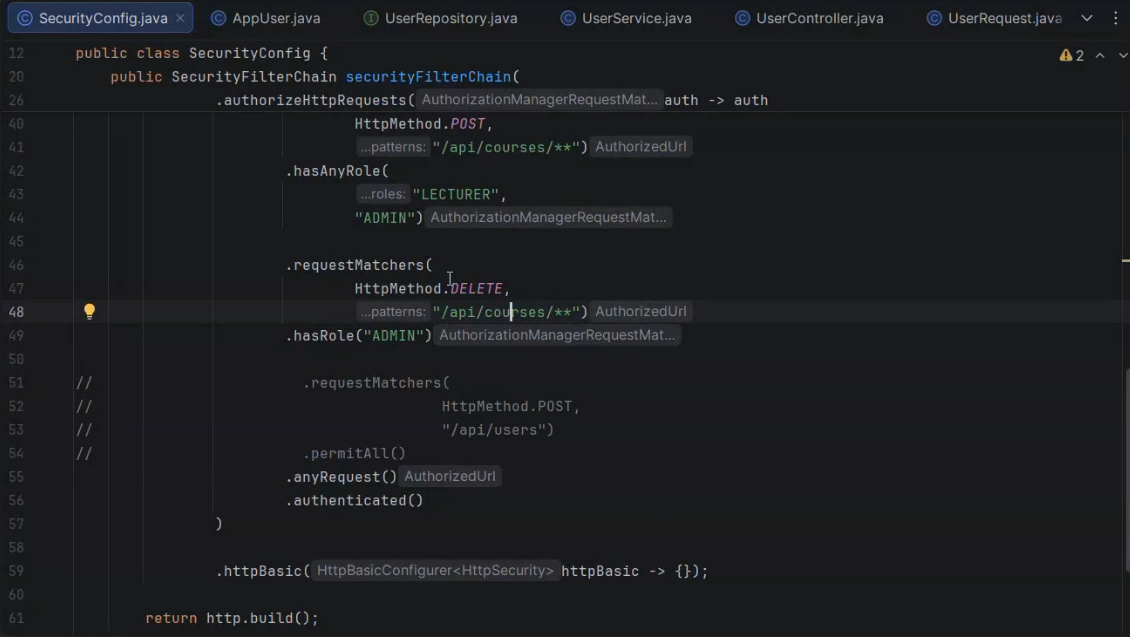 SecurityConfig.java × AppUser.java UserRepository.java UserService.java UserController.java UserRequest.java
12 public class SecurityConfig { 2
20 public SecurityFilterChain securityFilterChain(
26 .authorizeHttpRequests( AuthorizationManagerRequestMat... auth -> auth
40 HttpMethod.POST,
41 ...patterns: "/api/courses/**") AuthorizedUrl
42 .hasAnyRole(
43 ...roles: "LECTURER",
44 "ADMIN") AuthorizationManagerRequestMat...
45
46 .requestMatchers(
47 HttpMethod.DELETE,
48 ...patterns: "/api/courses/**") AuthorizedUrl
49 .hasRole("ADMIN") AuthorizationManagerRequestMat...
50
51 // .requestMatchers(
52 // HttpMethod.POST,
53 // "/api/users")
54 // .permitAll()
55 .anyRequest() AuthorizedUrl
56 .authenticated()
57 )
58
59 .httpBasic( HttpBasicConfigurer<HttpSecurity> httpBasic -> {});
60
61 return http.build();